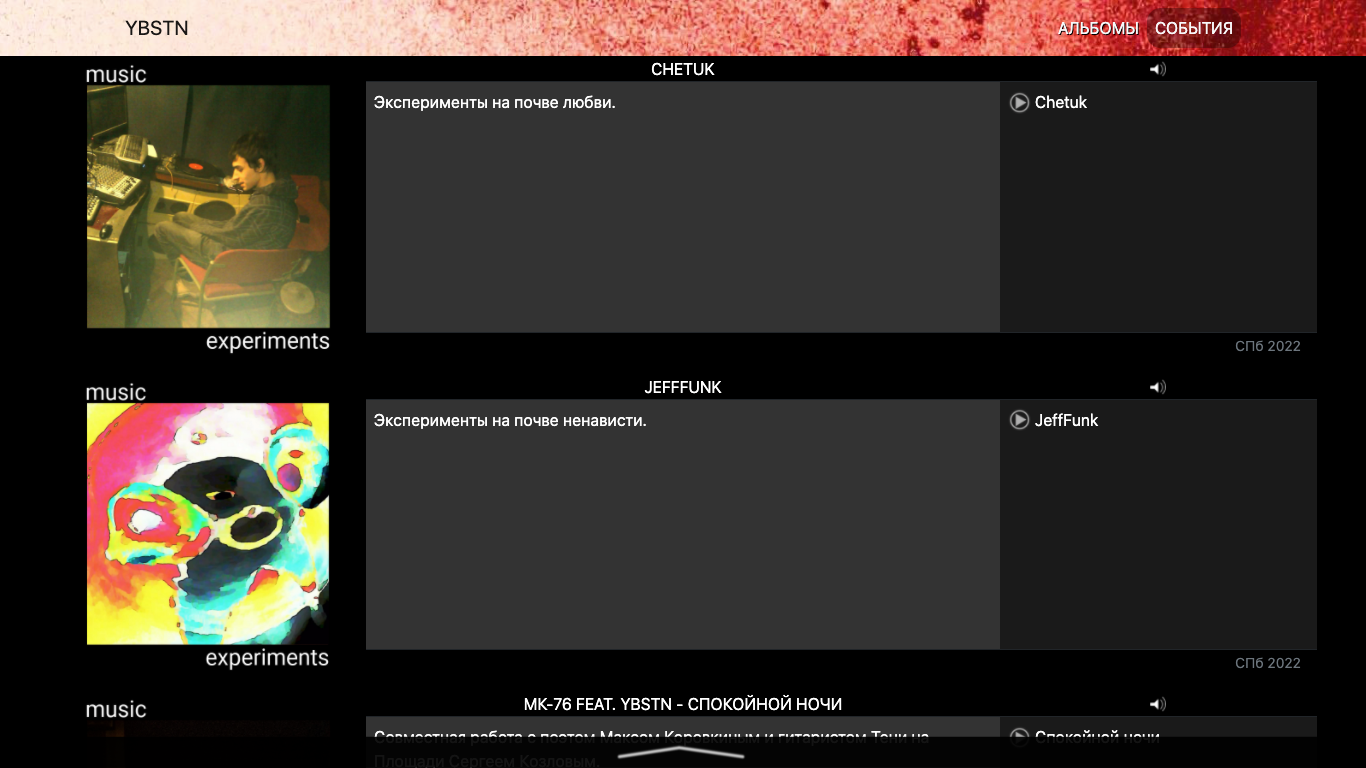 YBSTN
АЛЬБОМЫ СОБЫТИЯ
music
experiments
CHETUK
Эксперименты на почве любви.
Chetuk
СПб 2022
music
experiments
JEFFFUNK
Эксперименты на почве ненависти.
JeffFunk
СПб 2022
music
МК-76 FEAT. YBSTN - СПОКОЙНОЙ НОЧИ
Совместная работа с поэтом Максом Коровкиным и гитаристом Тени на
Площади Сергеем Козловым.
Спокойной ночи